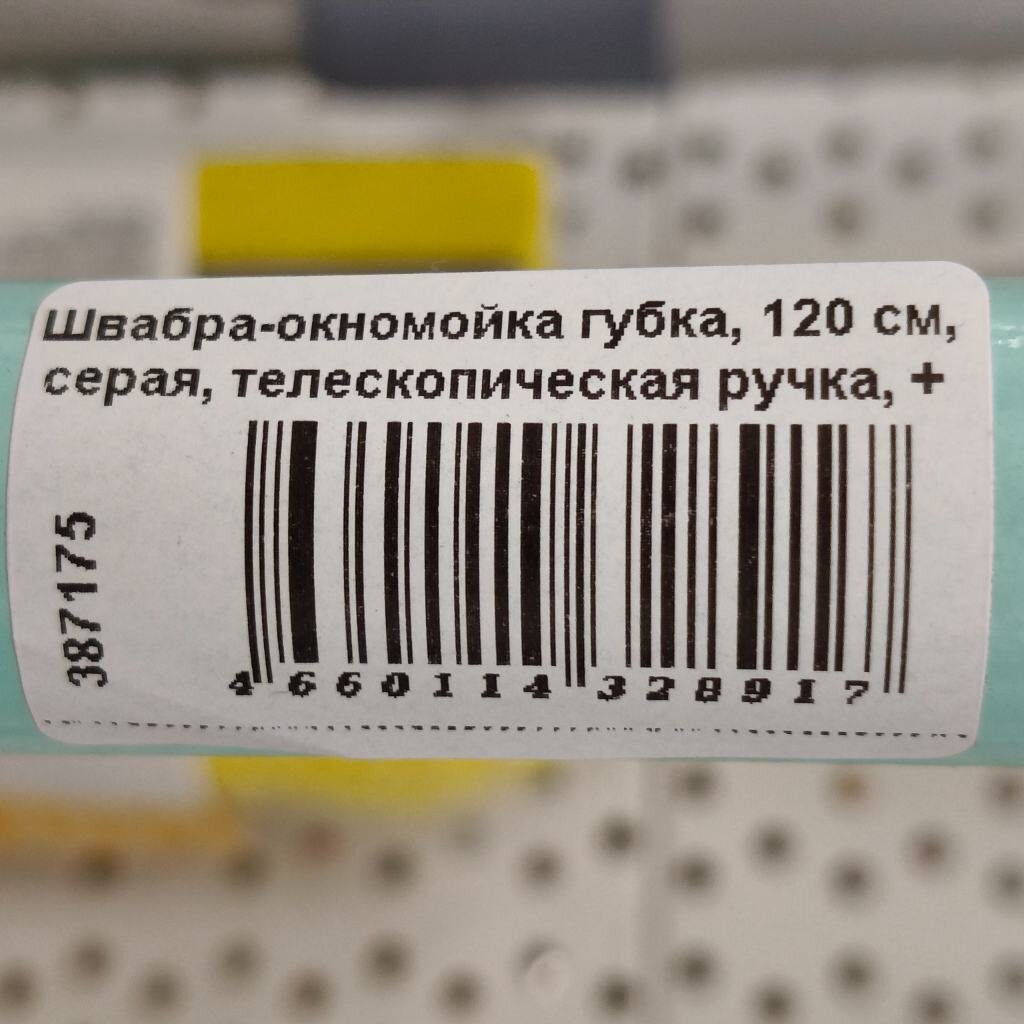 Швабра-окномойка губка, 120 см,
серая, телескопическая ручка, +
387175
4 660114 328917